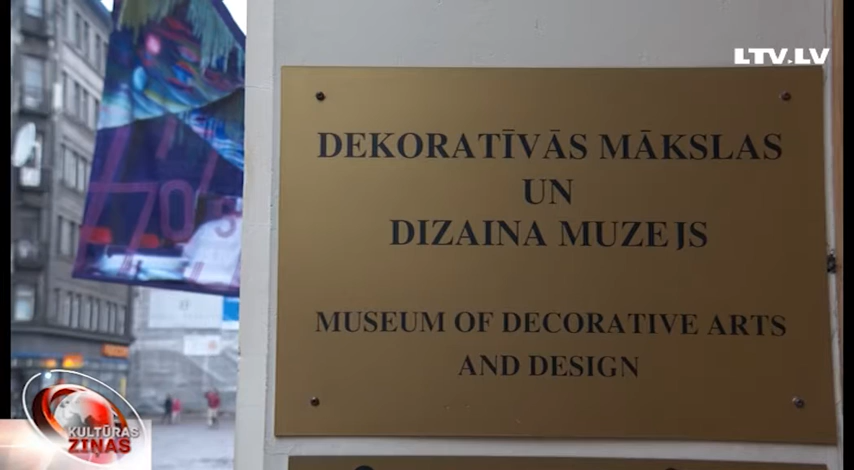 LTV.LV
DEKORATĪVĀS MĀKSLAS
UN
DIZAINA MUZEJS
MUSEUM OF DECORATIVE ARTS
AND DESIGN
KULTŪRAS
ZIŅAS